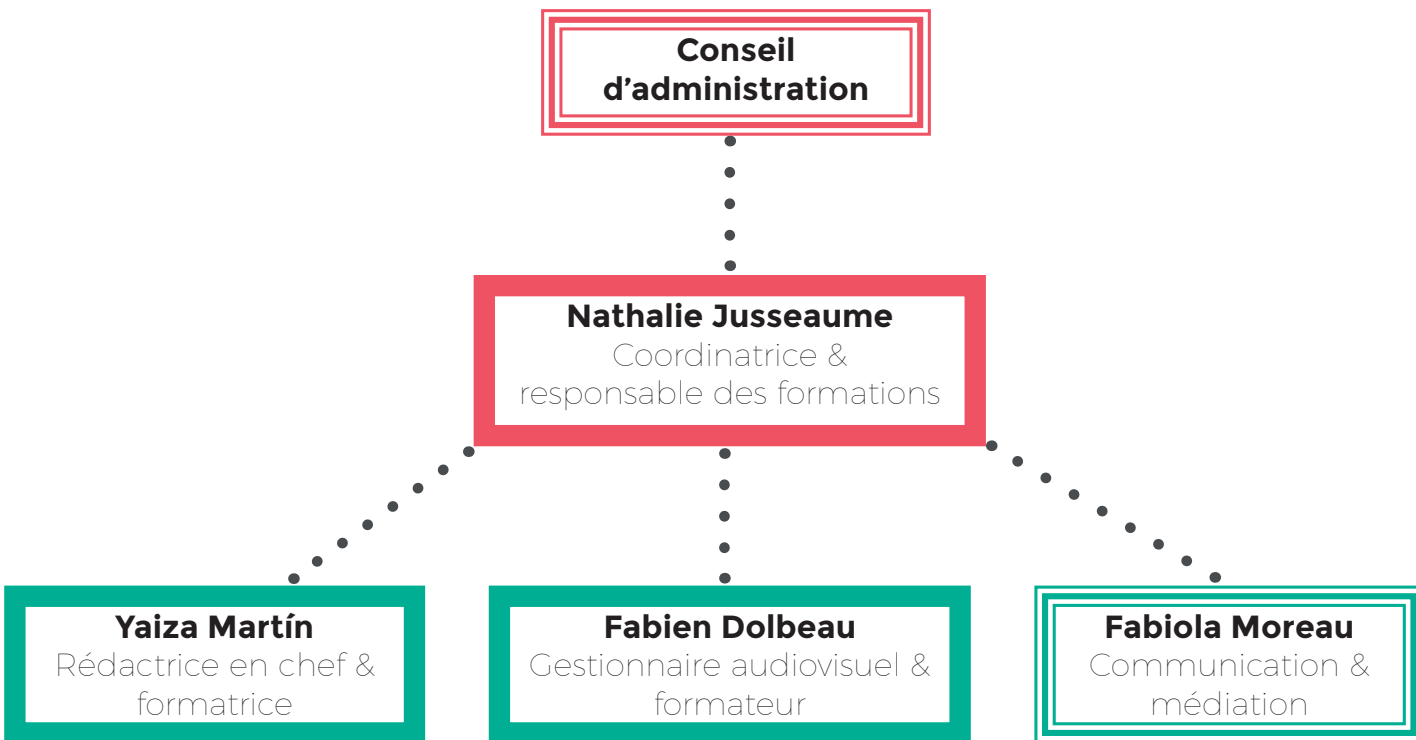 Conseil
d’administration
Nathalie Jusseaume
Coordinatrice &
responsable des formations
Yaiza Martín
Rédactrice en chef &
formatrice
Fabien Dolbeau
Gestionnaire audiovisuel &
formateur
Fabiola Moreau
Communication &
médiation